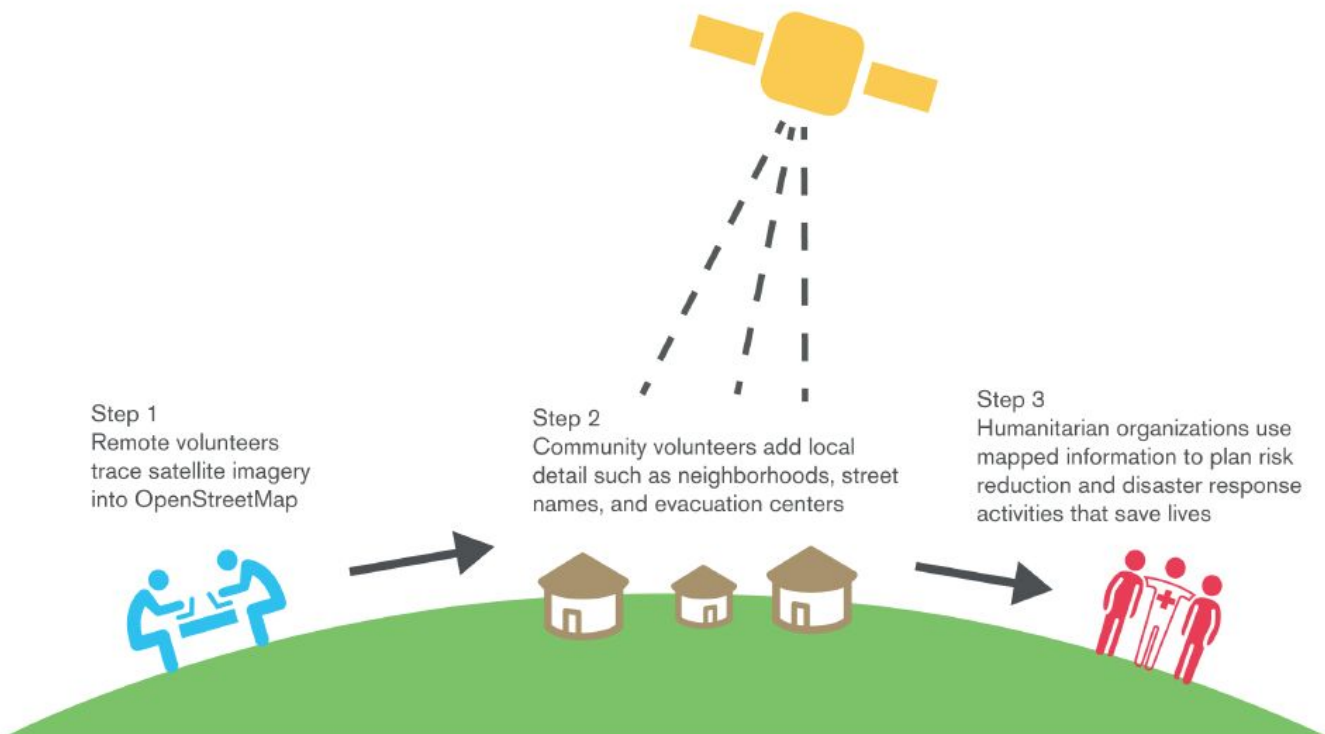 Step 1
Remote volunteers
trace satellite imagery
into OpenStreetMap
Step 2
Community volunteers add local
detail such as neighborhoods, street
names, and evacuation centers
Step 3
Humanitarian organizations use
mapped information to plan risk
reduction and disaster response
activities that save lives